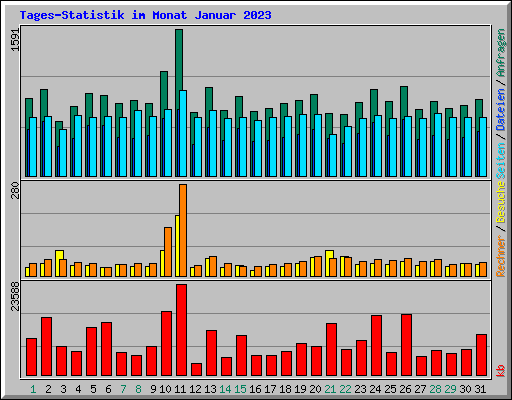 Tages-Statistik im Monat Januar 2023
1591
280
23588
Rechner / Besuche Seiten / Dateien / Anfragen
kb
1 2 3 4 5 6 7 8 9 10 11 12 13 14 15 16 17 18 19 20 21 22 23 24 25 26 27 28 29 30 31